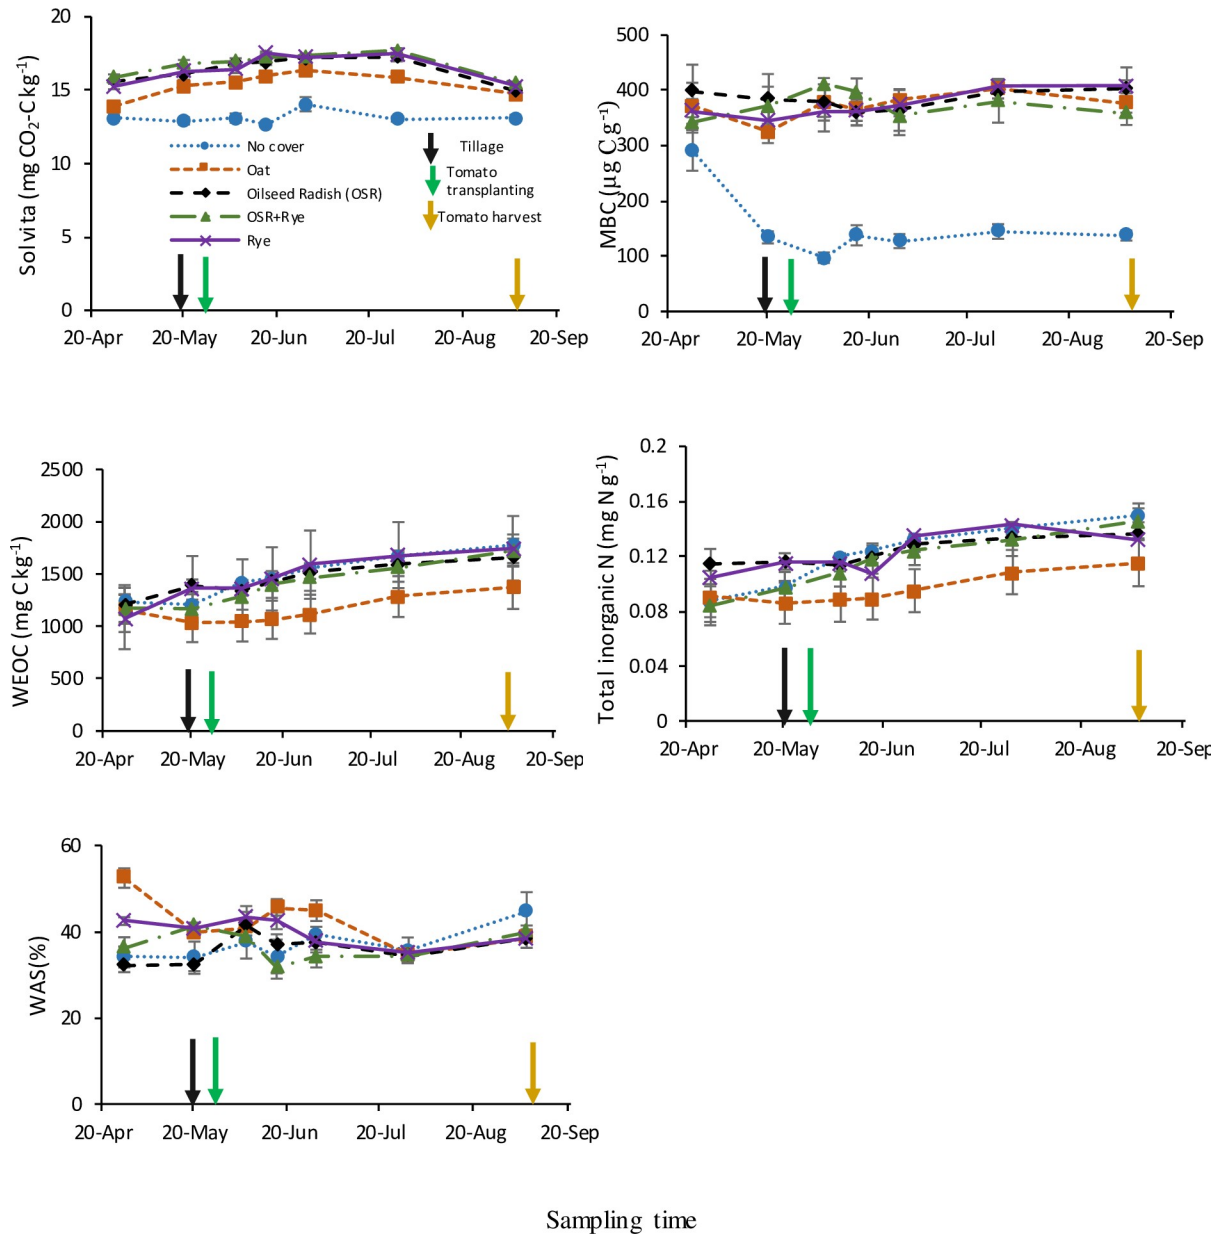 20
15
10
5
0
Solvita (mg CO₂-C kg⁻¹)
No cover
Oat
Oilseed Radish (OSR)
OSR+Rye
Rye
Tillage
Tomato
transplanting
Tomato harvest
20-Apr 20-May 20-Jun 20-Jul 20-Aug 20-Sep
500
400
300
200
100
0
MBC (µg C g⁻¹)
20-Apr 20-May 20-Jun 20-Jul 20-Aug 20-Sep
2500
2000
1500
1000
500
0
WEOC (mg C kg⁻¹)
20-Apr 20-May 20-Jun 20-Jul 20-Aug 20-Sep
0.2
0.16
0.12
0.08
0.04
0
Total inorganic N (mg N g⁻¹)
20-Apr 20-May 20-Jun 20-Jul 20-Aug 20-Sep
60
40
20
0
WAS(%)
20-Apr 20-May 20-Jun 20-Jul 20-Aug 20-Sep
Sampling time